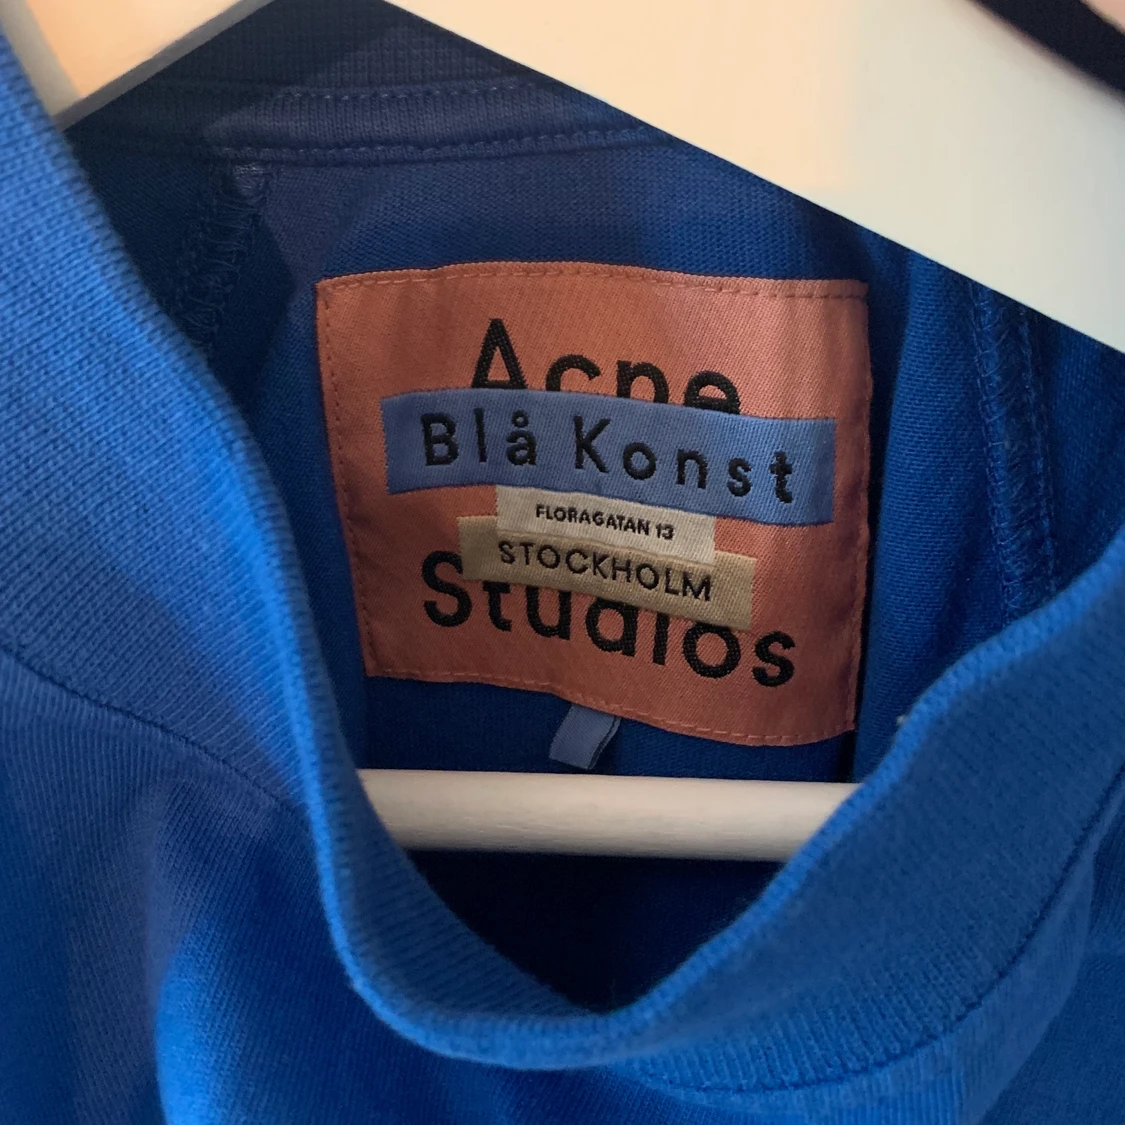 Acne
Blå Konst
FLORAGATAN 13
STOCKHOLM
Studios